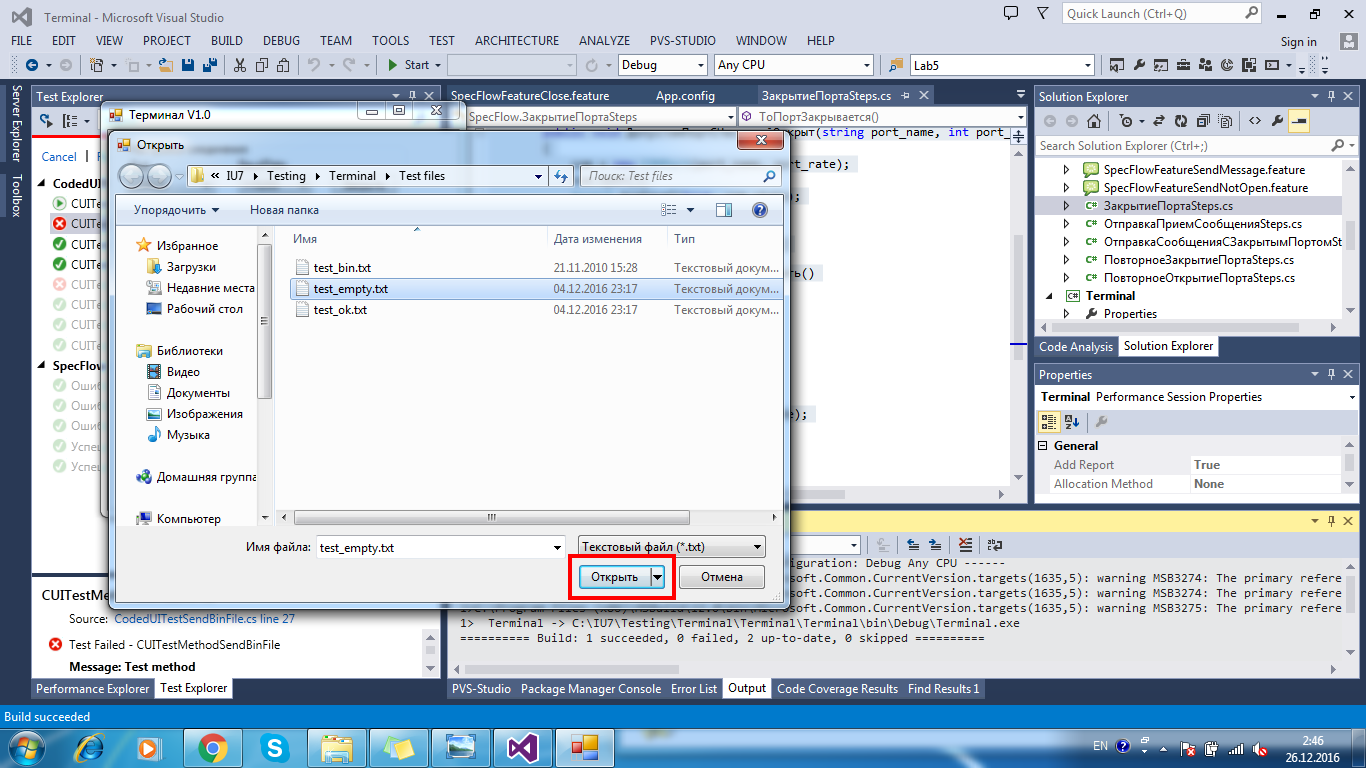 Terminal - Microsoft Visual Studio
Quick Launch (Ctrl+Q)
FILE EDIT VIEW PROJECT BUILD DEBUG TEAM TOOLS TEST ARCHITECTURE ANALYZE PVS-STUDIO WINDOW HELP
Sign in
Start Debug Any CPU Lab5
Server Explorer
Toolbox
Test Explorer
Cancel
CodedUI
CUITe
CUITe
CUITe
CUITe
CUITe
CUITe
CUITe
CUITe
SpecFlow
Ошиб
Ошиб
Ошиб
Успеш
Успеш
Терминал V1.0
SpecFlowFeatureClose.feature App.config ЗакрытиеПортаSteps.cs
SpecFlow.ЗакрытиеПортаSteps ToПортЗакрывается()
(string port_name, int port_
t_rate);
);
ть()
e);
Открыть
« IU7 Testing Terminal Test files
Поиск: Test files
Упорядочить Новая папка
Избранное
Загрузки
Недавние места
Рабочий стол
Библиотеки
Видео
Документы
Изображения
Музыка
Домашняя группа
Компьютер
Имя Дата изменения Тип
test_bin.txt 21.11.2010 15:28 Текстовый докум...
test_empty.txt 04.12.2016 23:17 Текстовый докум...
test_ok.txt 04.12.2016 23:17 Текстовый докум...
Имя файла: test_empty.txt Текстовый файл (*.txt)
Открыть Отмена
Solution Explorer
Search Solution Explorer (Ctrl+;)
SpecFlowFeatureSendMessage.feature
SpecFlowFeatureSendNotOpen.feature
C# ЗакрытиеПортаSteps.cs
C# ОтправкаПриемСообщенияSteps.cs
C# ОтправкаСообщенияСЗакрытымПортомSt
C# ПовторноеЗакрытиеПортаSteps.cs
C# ПовторноеОткрытиеПортаSteps.cs
C# Terminal
Properties
Code Analysis Solution Explorer
Properties
Terminal Performance Session Properties
General
Add Report True
Allocation Method None
iguration: Debug Any CPU ------
osoft.Common.CurrentVersion.targets(1635,5): warning MSB3274: The primary refere
osoft.Common.CurrentVersion.targets(1635,5): warning MSB3274: The primary refere
osoft.Common.CurrentVersion.targets(1635,5): warning MSB3275: The primary refere
1> Terminal -> C:\IU7\Testing\Terminal\Terminal\Terminal\bin\Debug\Terminal.exe
========== Build: 1 succeeded, 0 failed, 2 up-to-date, 0 skipped ==========
CUITestMe
Source: CodedUITestSendBinFile.cs line 27
Test Failed - CUITestMethodSendBinFile
Message: Test method
Performance Explorer Test Explorer
PVS-Studio Package Manager Console Error List Output Code Coverage Results Find Results 1
Build succeeded
EN
2:46
26.12.2016